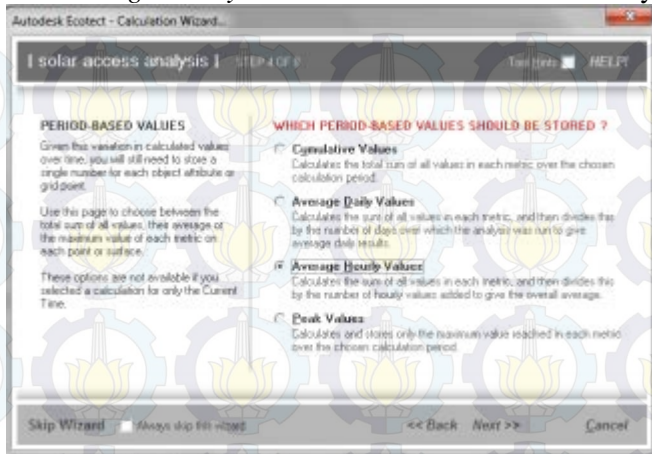 Autodesk Ecotect - Calculation Wizard...
[ solar access analysis ] STEP 4 OF
Tool Hints HELP!
PERIOD-BASED VALUES
Given this variation in calculated values
over time, you will still need to store a
single number for each object attribute or
grid point.
Use this page to choose between the
total sum of all values, their average or
the maximum value of each metric on
each point or surface.
These options are not available if you
selected a calculation for only the Current
Time.
WHICH PERIOD-BASED VALUES SHOULD BE STORED ?
Cumulative Values
Calculates the total sum of all values in each metric over the chosen
calculation period.
Average Daily Values
Calculates the sum of all values in each metric, and then divides this
by the number of days over which the analysis was run to give
average daily results.
Average Hourly Values
Calculates the sum of all values in each metric, and then divides this
by the number of hourly values added to give the overall average.
Peak Values
Calculates and stores only the maximum value reached in each metric
over the chosen calculation period.
Skip Wizard Always skip this wizard << Back Next >> Cancel